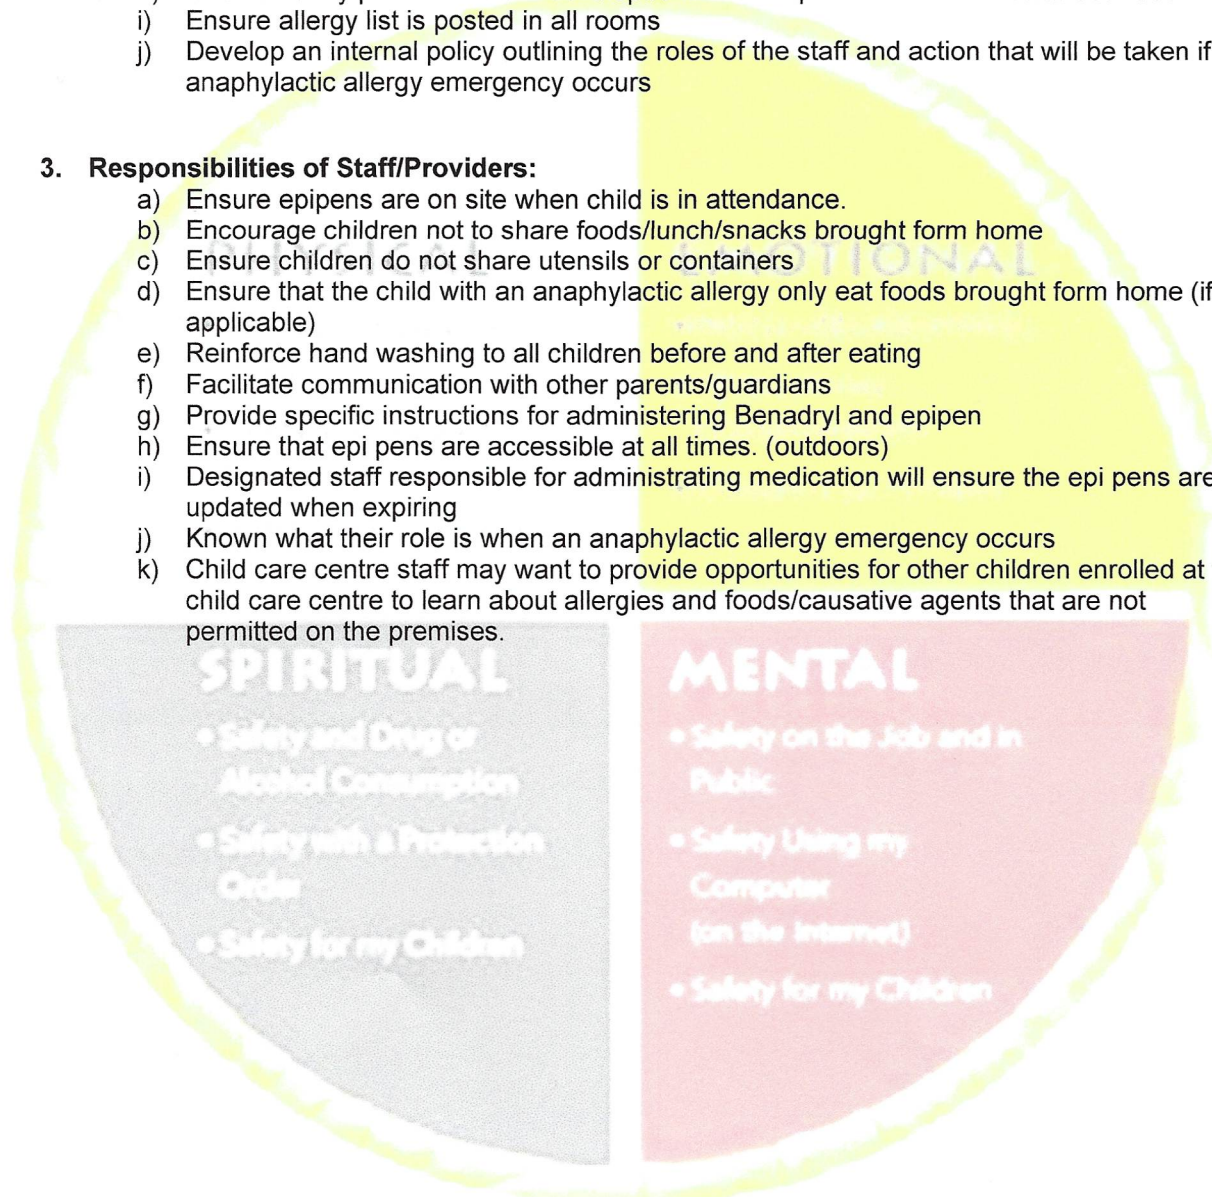 i) Ensure allergy list is posted in all rooms
j) Develop an internal policy outlining the roles of the staff and action that will be taken if
anaphylactic allergy emergency occurs
3. Responsibilities of Staff/Providers:
a) Ensure epipens are on site when child is in attendance.
b) Encourage children not to share foods/lunch/snacks brought form home
PHYSICAL EMOTIONAL
c) Ensure children do not share utensils or containers
d) Ensure that the child with an anaphylactic allergy only eat foods brought form home (if
applicable)
e) Reinforce hand washing to all children before and after eating
f) Facilitate communication with other parents/guardians
g) Provide specific instructions for administering Benadryl and epipen
h) Ensure that epi pens are accessible at all times. (outdoors)
i) Designated staff responsible for administrating medication will ensure the epi pens are
updated when expiring
j) Known what their role is when an anaphylactic allergy emergency occurs
k) Child care centre staff may want to provide opportunities for other children enrolled at
child care centre to learn about allergies and foods/causative agents that are not
permitted on the premises.
SPIRITUAL
• Safety and Drug or
Alcohol Consumption
• Safety with a Protection
Order
• Safety for my Children
MENTAL
• Safety on the Job and in
Public
• Safety Using my
Computer
(on the Internet)
• Safety for my Children